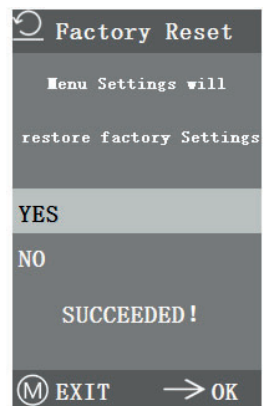 Factory Reset
Menu Settings will
restore factory Settings
YES
NO
SUCCEEDED!
M EXIT → OK